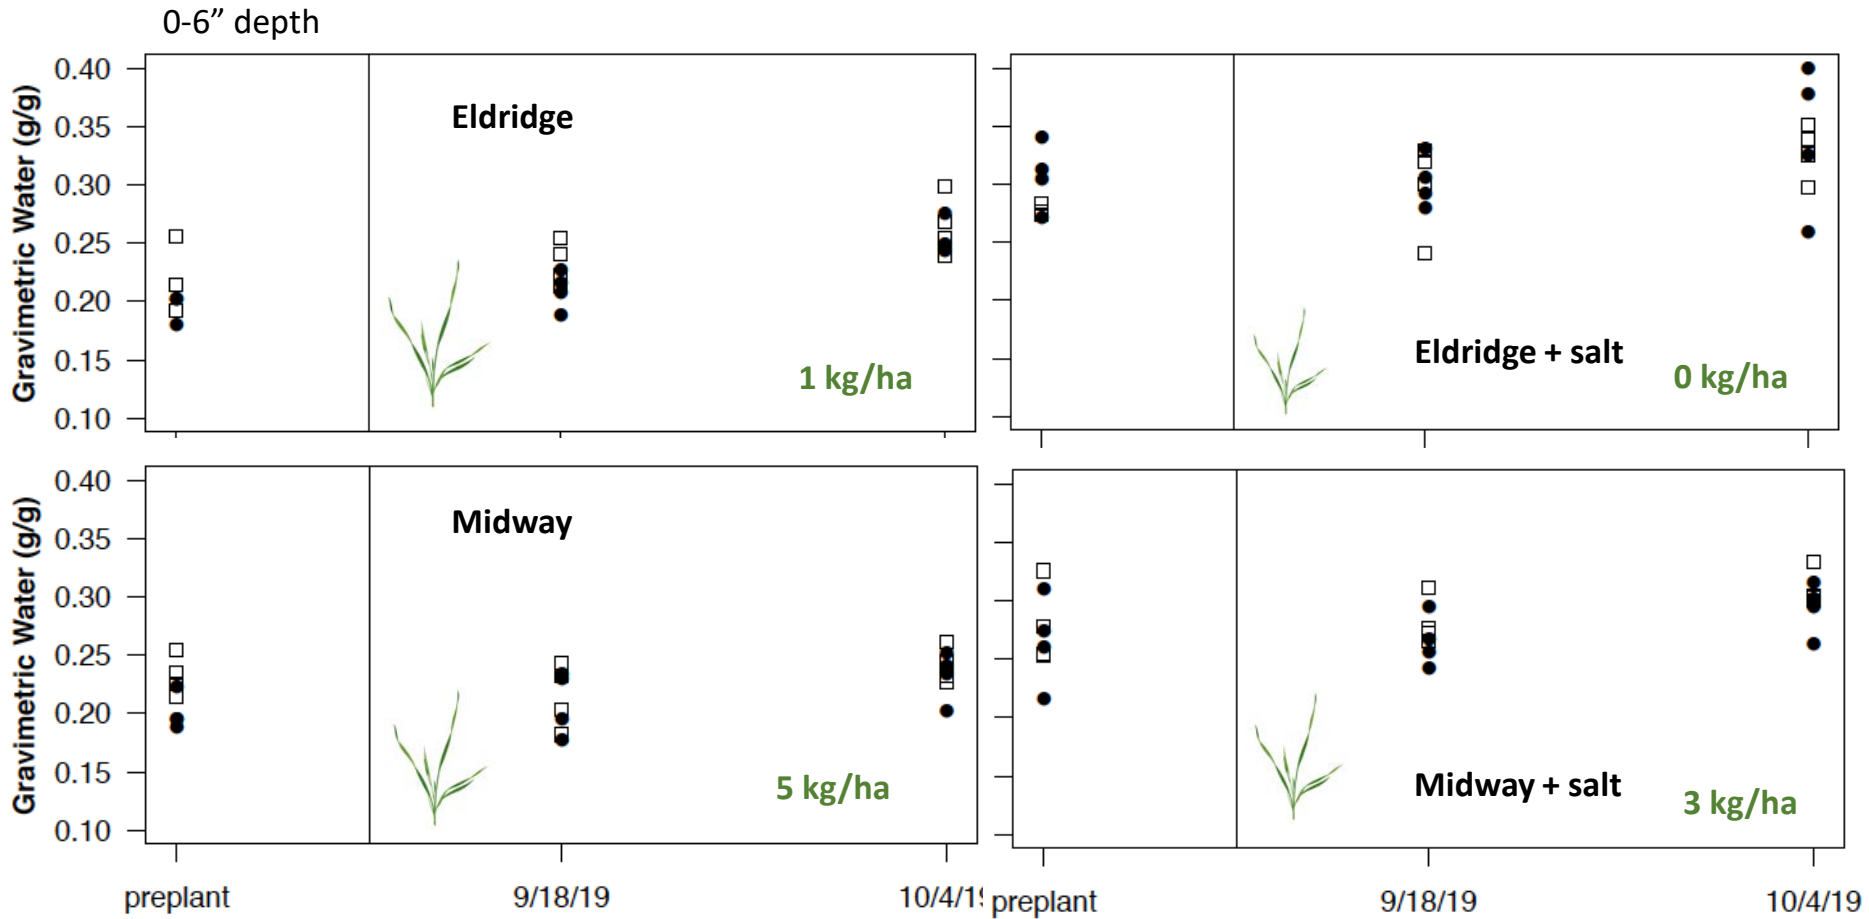 0-6” depth
Gravimetric Water (g/g)
0.40
0.35
0.30
0.25
0.20
0.15
0.10
Eldridge
1 kg/ha
Eldridge + salt
0 kg/ha
Gravimetric Water (g/g)
0.40
0.35
0.30
0.25
0.20
0.15
0.10
Midway
5 kg/ha
Midway + salt
3 kg/ha
preplant 9/18/19 10/4/19
preplant 9/18/19 10/4/19